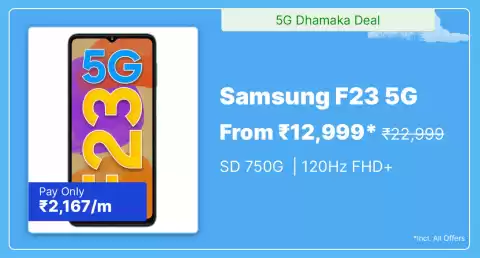 5G Dhamaka Deal
5G
F23
Pay Only
₹2,167/m
Samsung F23 5G
From ₹12,999* ₹22,999
SD 750G | 120Hz FHD+
*Incl. All Offers